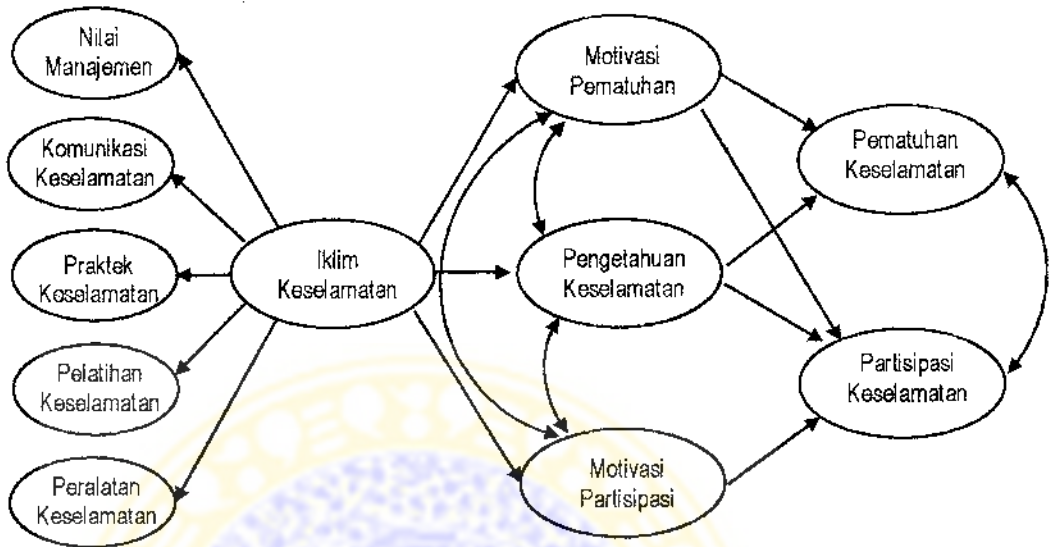 Nilai
Manajemen
Komunikasi
Keselamatan
Praktek
Keselamatan
Pelatihan
Keselamatan
Peralatan
Keselamatan
Iklim
Keselamatan
Motivasi
Pematuhan
Pengetahuan
Keselamatan
Motivasi
Partisipasi
Pematuhan
Keselamatan
Partisipasi
Keselamatan